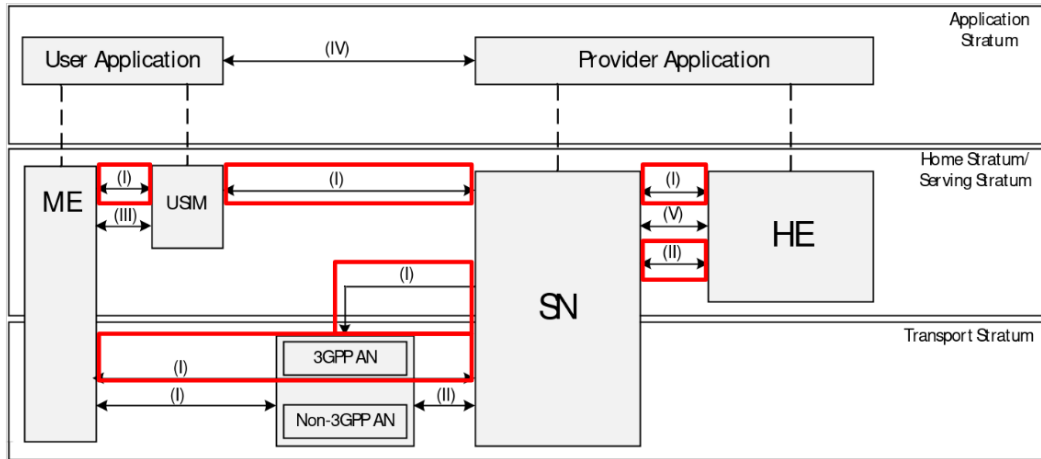 Application
Stratum
User Application
(IV)
Provider Application
Home Stratum/
Serving Stratum
ME
(I)
(III)
USIM
(I)
SN
(I)
(V)
(II)
HE
(I)
Transport Stratum
3GPP AN
(I)
(I)
(II)
Non-3GPP AN